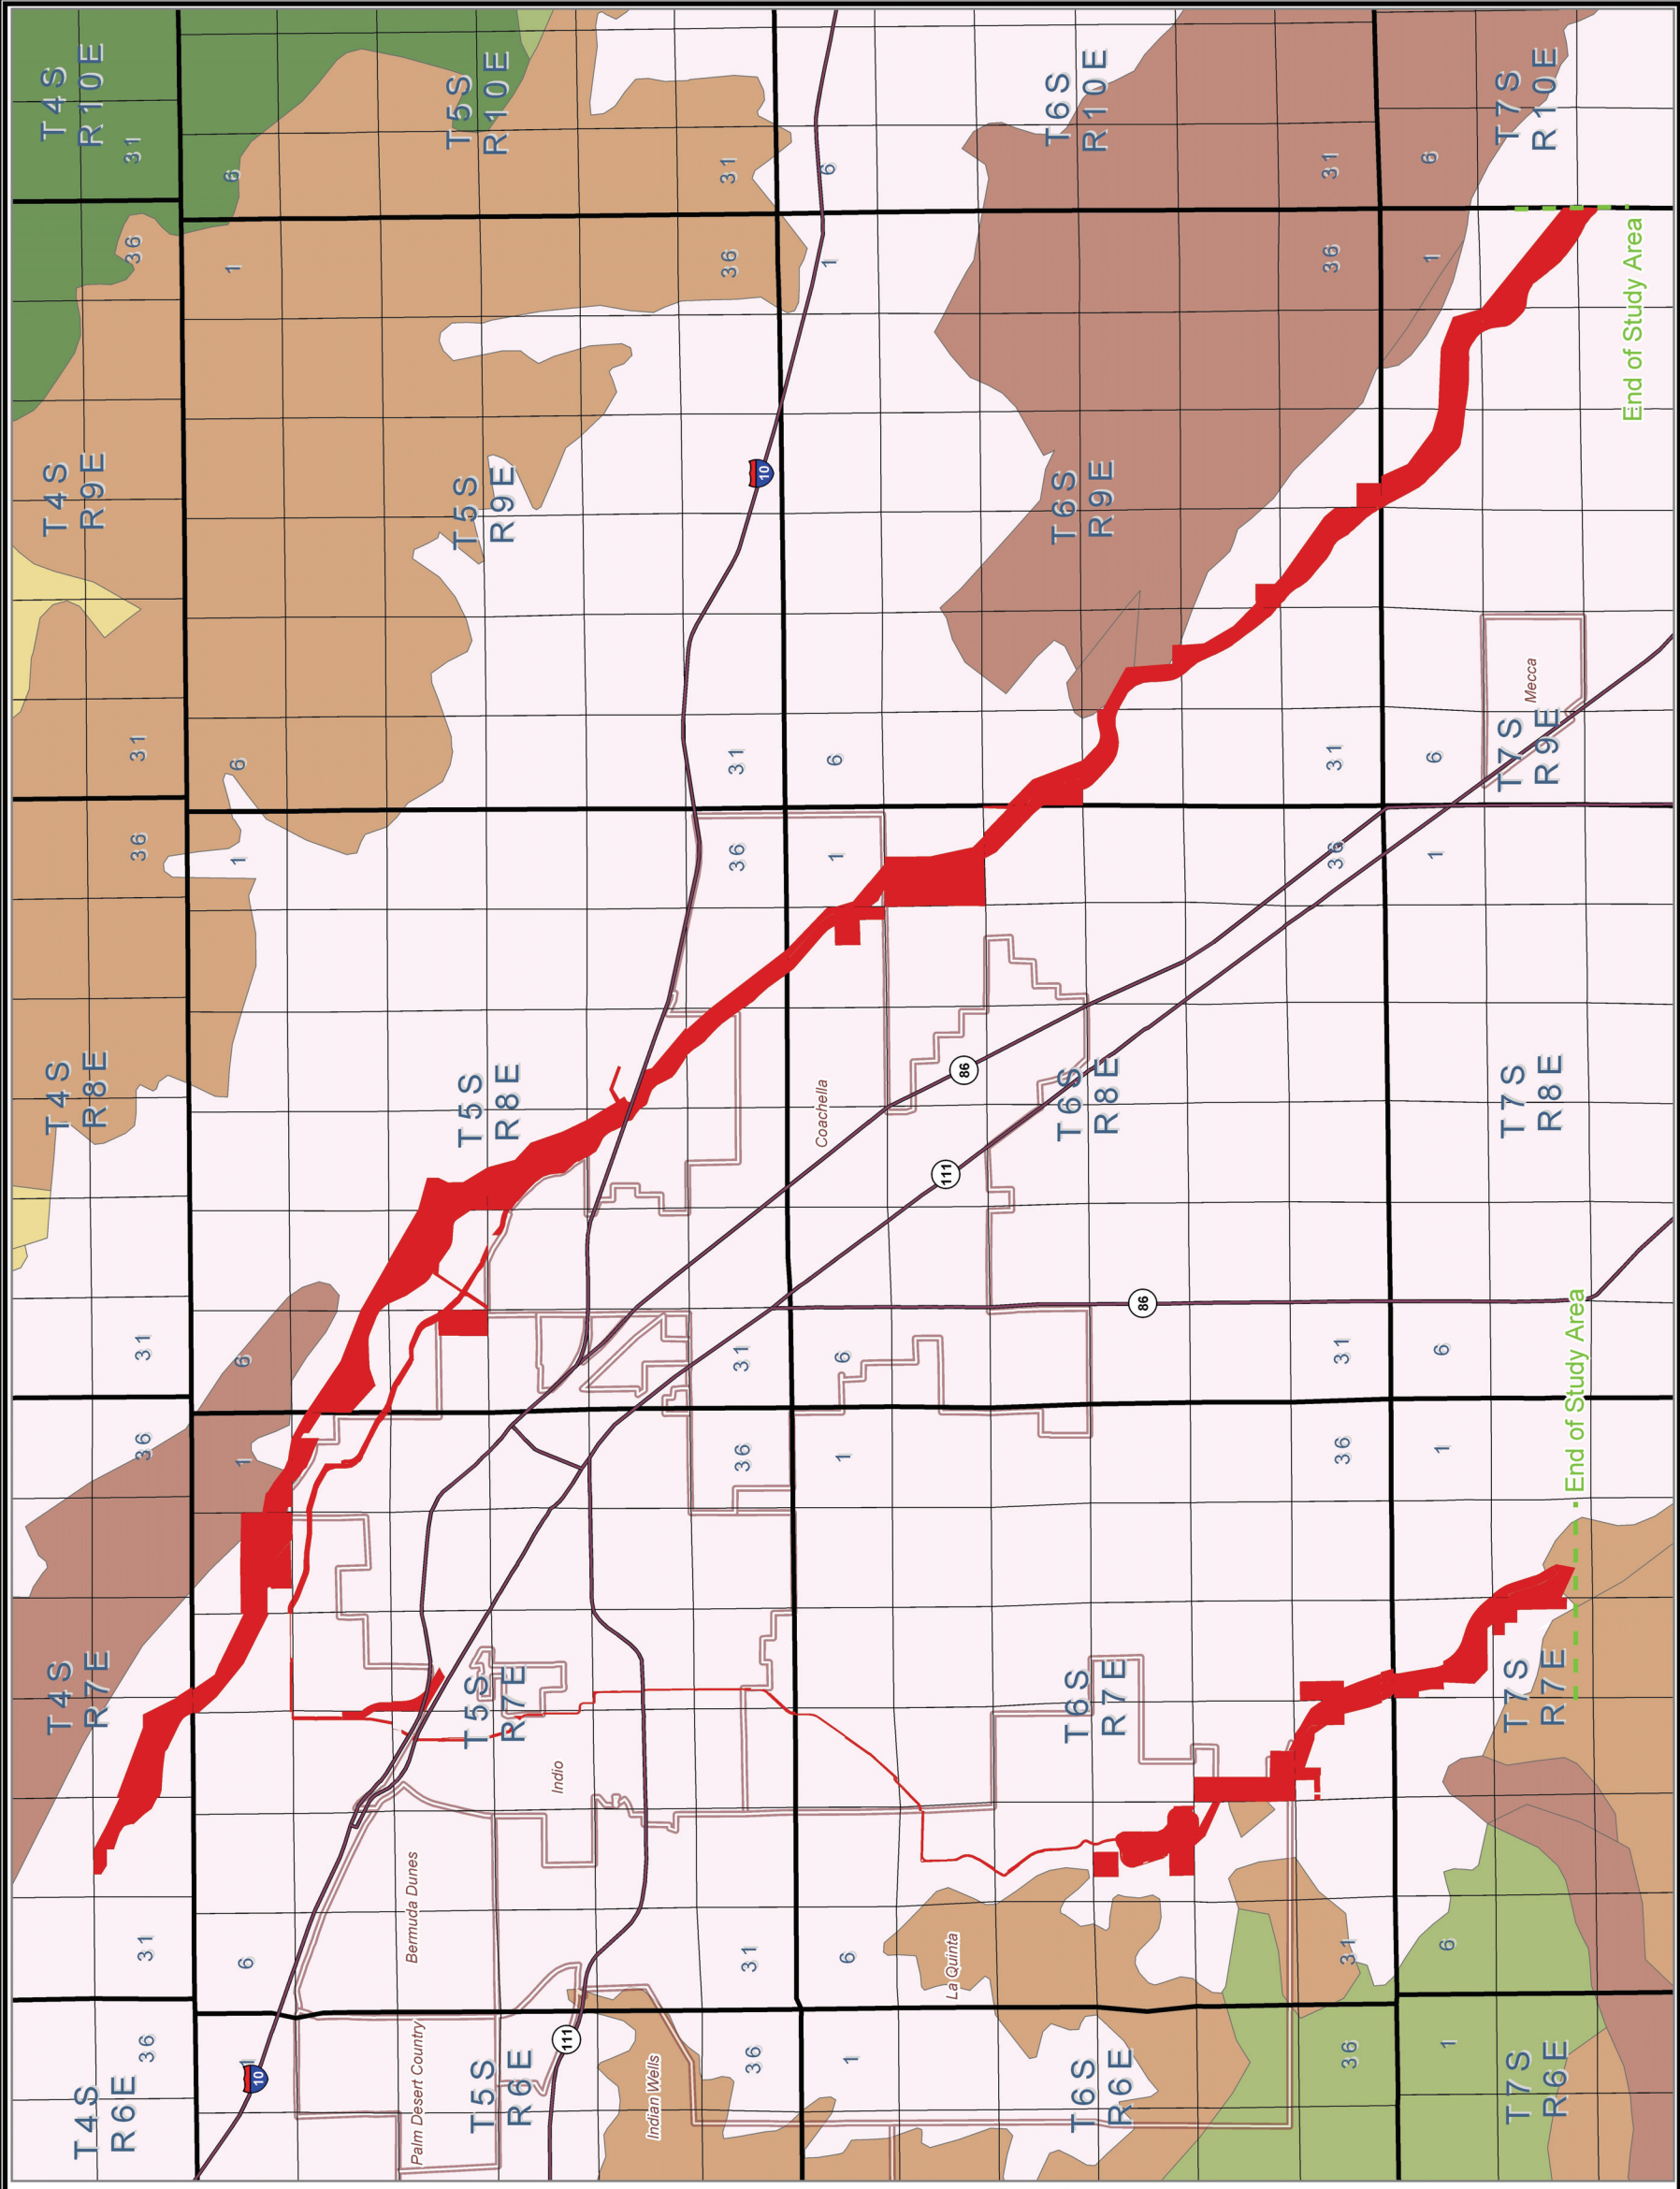 T4S
R6E
T4S
R7E
T4S
R8E
T4S
R9E
T4S
R10E
36
31
36
31
36
31
36
31
1
6
1
6
1
6
1
6
10
Palm Desert Country
Bermuda Dunes
T5S
R6E
T5S
R7E
T5S
R8E
T5S
R9E
T5S
R10E
Indio
111
Indian Wells
36
31
36
31
36
31
36
31
10
1
6
1
6
1
6
1
6
Coachella
La Quinta
111
86
T6S
R6E
T6S
R7E
T6S
R8E
T6S
R9E
T6S
R10E
86
36
31
36
31
36
31
36
31
1
6
1
6
1
6
1
6
T7S
R6E
T7S
R7E
T7S
R8E
T7S
R9E
T7S
R10E
Mecca
End of Study Area
End of Study Area